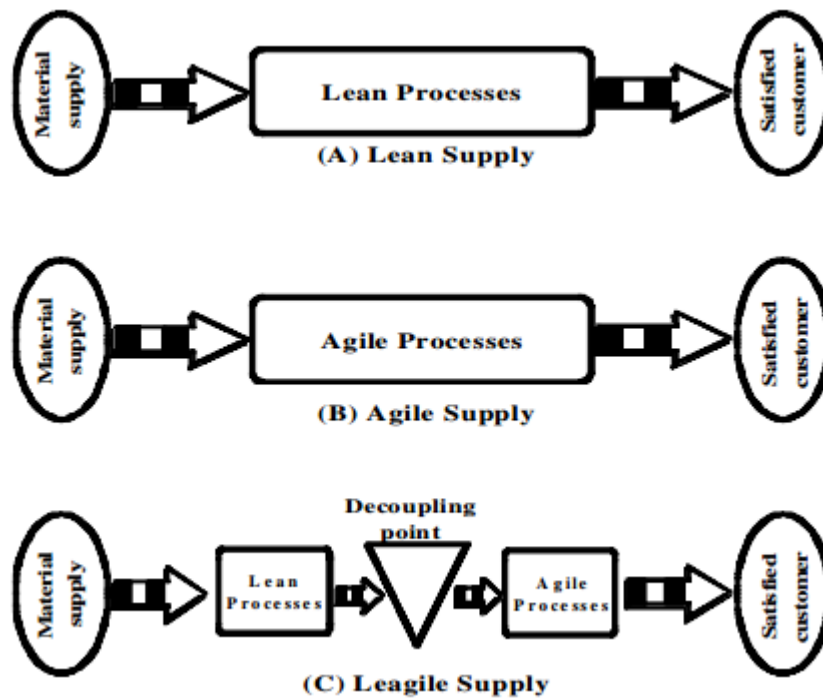 Material
supply
Lean Processes
Satisfied
customer
(A) Lean Supply
Material
supply
Agile Processes
Satisfied
customer
(B) Agile Supply
Decoupling
point
Material
supply
Lean
Processes
Agile
Processes
Satisfied
customer
(C) Leagile Supply